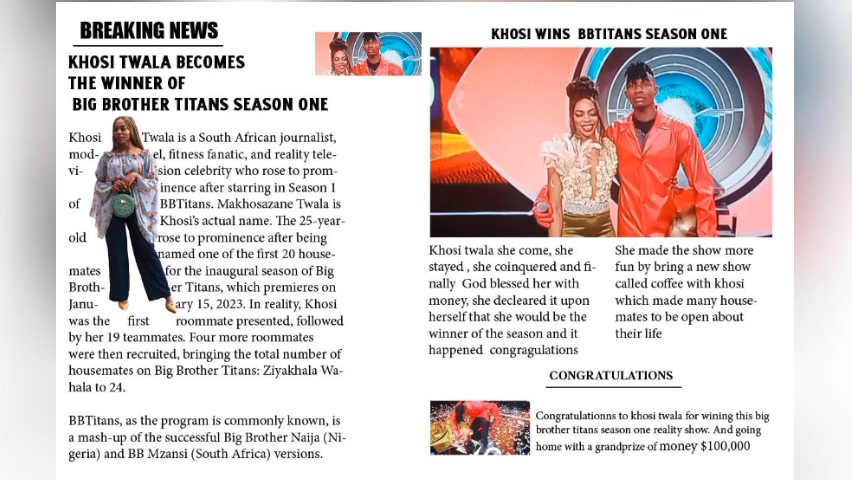 BREAKING NEWS
KHOSI TWALA BECOMES
THE WINNER OF
BIG BROTHER TITANS SEASON ONE
Khosi Twala is a South African journalist,
mod- el, fitness fanatic, and reality tele-
vi- sion celebrity who rose to prom-
inence after starring in Season 1
of BBTitans. Makhosazane Twala is
Khosi's actual name. The 25-year-
old rose to prominence after being
named one of the first 20 house-
mates for the inaugural season of Big
Broth- er Titans, which premieres on
Janu- ary 15, 2023. In reality, Khosi
was the first roommate presented, followed
by her 19 teammates. Four more roommates
were then recruited, bringing the total number of
housemates on Big Brother Titans: Ziyakhala Wa-
hala to 24.
BBTitans, as the program is commonly known, is
a mash-up of the successful Big Brother Naija (Ni-
geria) and BB Mzansi (South Africa) versions.
KHOSI WINS BBTITANS SEASON ONE
Khosi twala she come, she
stayed , she coinquered and fi-
nally God blessed her with
money, she decleared it upon
herself that she would be the
winner of the season and it
happened congragulations
She made the show more
fun by bring a new show
called coffee with khosi
which made many house-
mates to be open about
their life
CONGRATULATIONS
Congratulationns to khosi twala for wining this big
brother titans season one reality show. And going
home with a grandprize of money $100,000